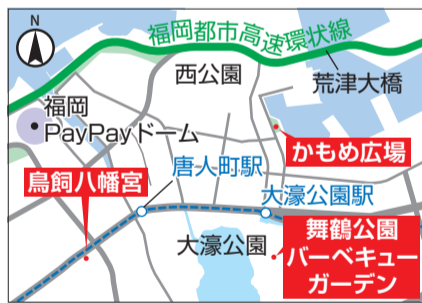 N
福岡都市高速環状線
西公園
荒津大橋
福岡
PayPayドーム
かもめ広場
唐人町駅
鳥飼八幡宮
大濠公園駅
大濠公園
舞鶴公園
バーベキュー
ガーデン